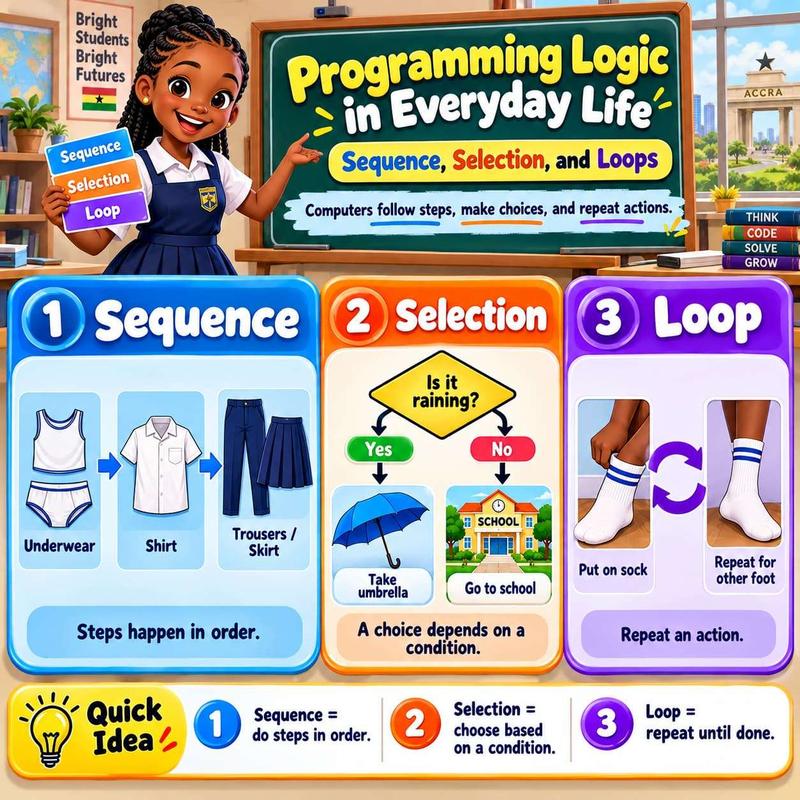 Bright
Students
Bright
Futures
Sequence
Selection
Loop
Programming Logic
in Everyday Life
Sequence, Selection, and Loops
Computers follow steps, make choices, and repeat actions.
ACCRA
THINK
CODE
SOLVE
GROW
1 Sequence
Underwear
Shirt
Trousers /
Skirt
Steps happen in order.
2 Selection
Is it
raining?
Yes
No
SCHOOL
Take
umbrella
Go to school
A choice depends on a
condition.
3 Loop
Put on sock
Repeat for
other foot
Repeat an action.
Quick
Idea
1
Sequence =
do steps in order.
2
Selection =
choose based
on a condition.
3
Loop =
repeat until done.